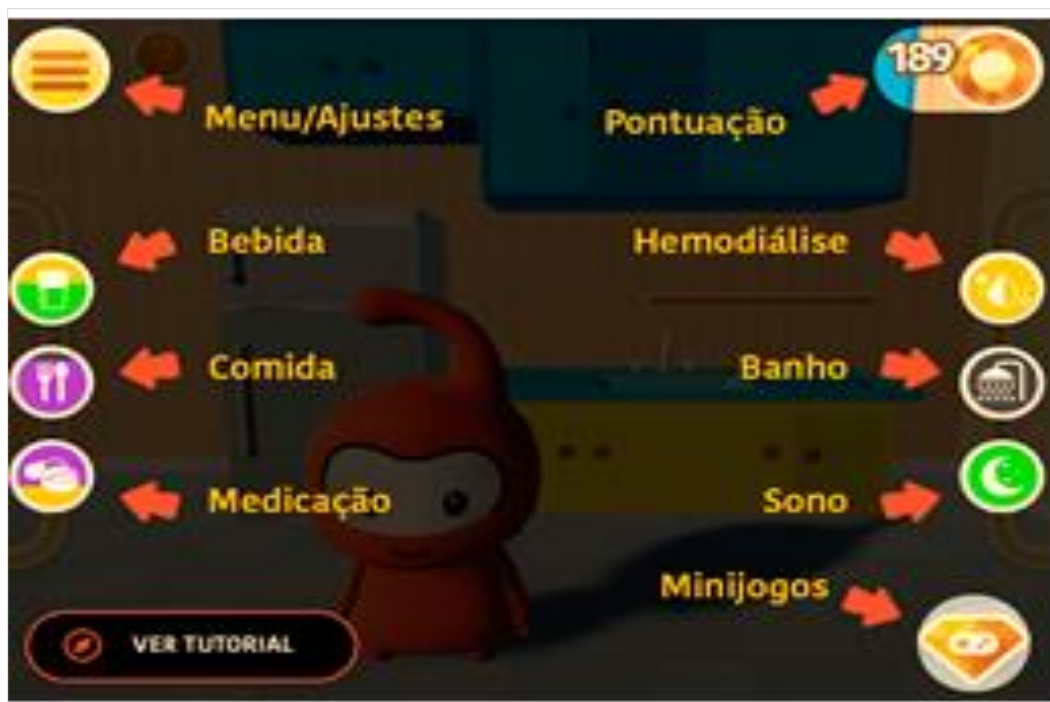 189
Menu/Ajustes
Pontuação
Bebida
Hemodiálise
Comida
Banho
Medicação
Sono
Minijogos
VER TUTORIAL